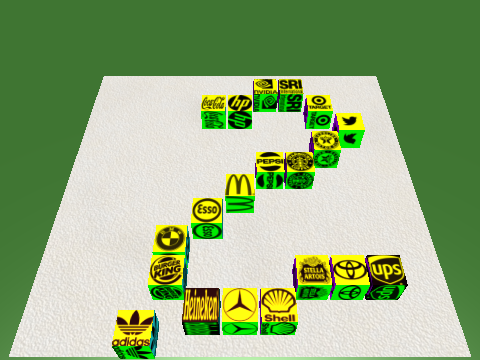 NVIDIA
SRI
Coca-Cola
hp
TARGET
PEPSI
Esso
BURGER KING
STELLA ARTOIS
ups
Heineken
Shell
adidas